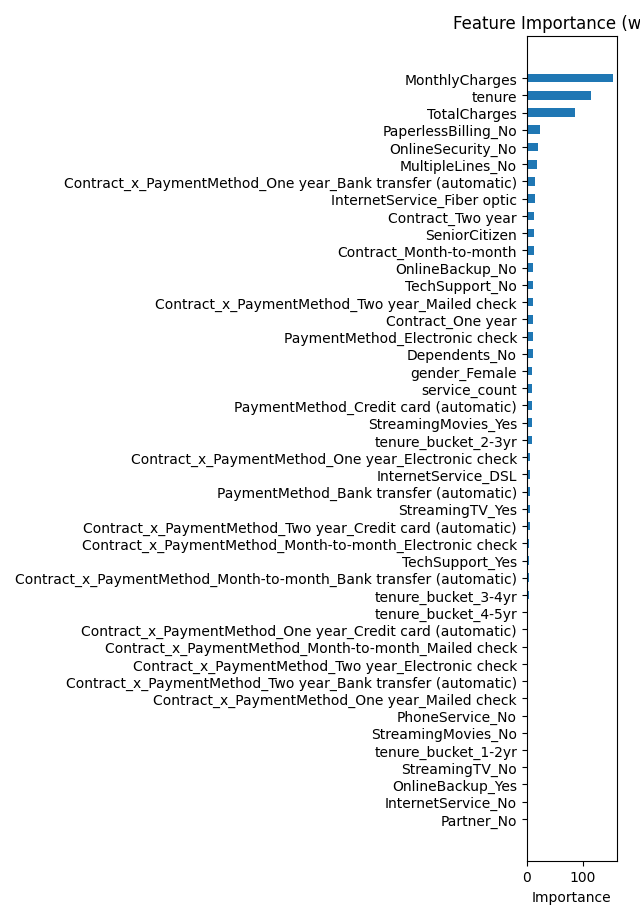 Feature Importance (w
MonthlyCharges
tenure
TotalCharges
PaperlessBilling_No
OnlineSecurity_No
MultipleLines_No
Contract_x_PaymentMethod_One year_Bank transfer (automatic)
InternetService_Fiber optic
Contract_Two year
SeniorCitizen
Contract_Month-to-month
OnlineBackup_No
TechSupport_No
Contract_x_PaymentMethod_Two year_Mailed check
Contract_One year
PaymentMethod_Electronic check
Dependents_No
gender_Female
service_count
PaymentMethod_Credit card (automatic)
StreamingMovies_Yes
tenure_bucket_2-3yr
Contract_x_PaymentMethod_One year_Electronic check
InternetService_DSL
PaymentMethod_Bank transfer (automatic)
StreamingTV_Yes
Contract_x_PaymentMethod_Two year_Credit card (automatic)
Contract_x_PaymentMethod_Month-to-month_Electronic check
TechSupport_Yes
Contract_x_PaymentMethod_Month-to-month_Bank transfer (automatic)
tenure_bucket_3-4yr
tenure_bucket_4-5yr
Contract_x_PaymentMethod_One year_Credit card (automatic)
Contract_x_PaymentMethod_Month-to-month_Mailed check
Contract_x_PaymentMethod_Two year_Electronic check
Contract_x_PaymentMethod_Two year_Bank transfer (automatic)
Contract_x_PaymentMethod_One year_Mailed check
PhoneService_No
StreamingMovies_No
tenure_bucket_1-2yr
StreamingTV_No
OnlineBackup_Yes
InternetService_No
Partner_No
0 100
Importance